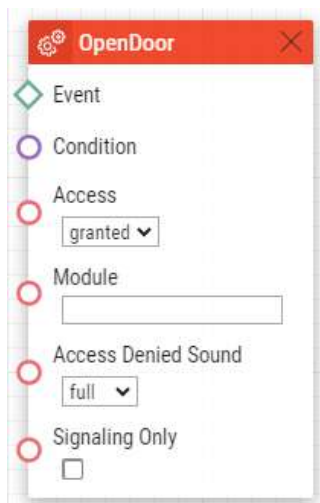 OpenDoor
Event
Condition
Access
granted
Module
Access Denied Sound
full
Signaling Only